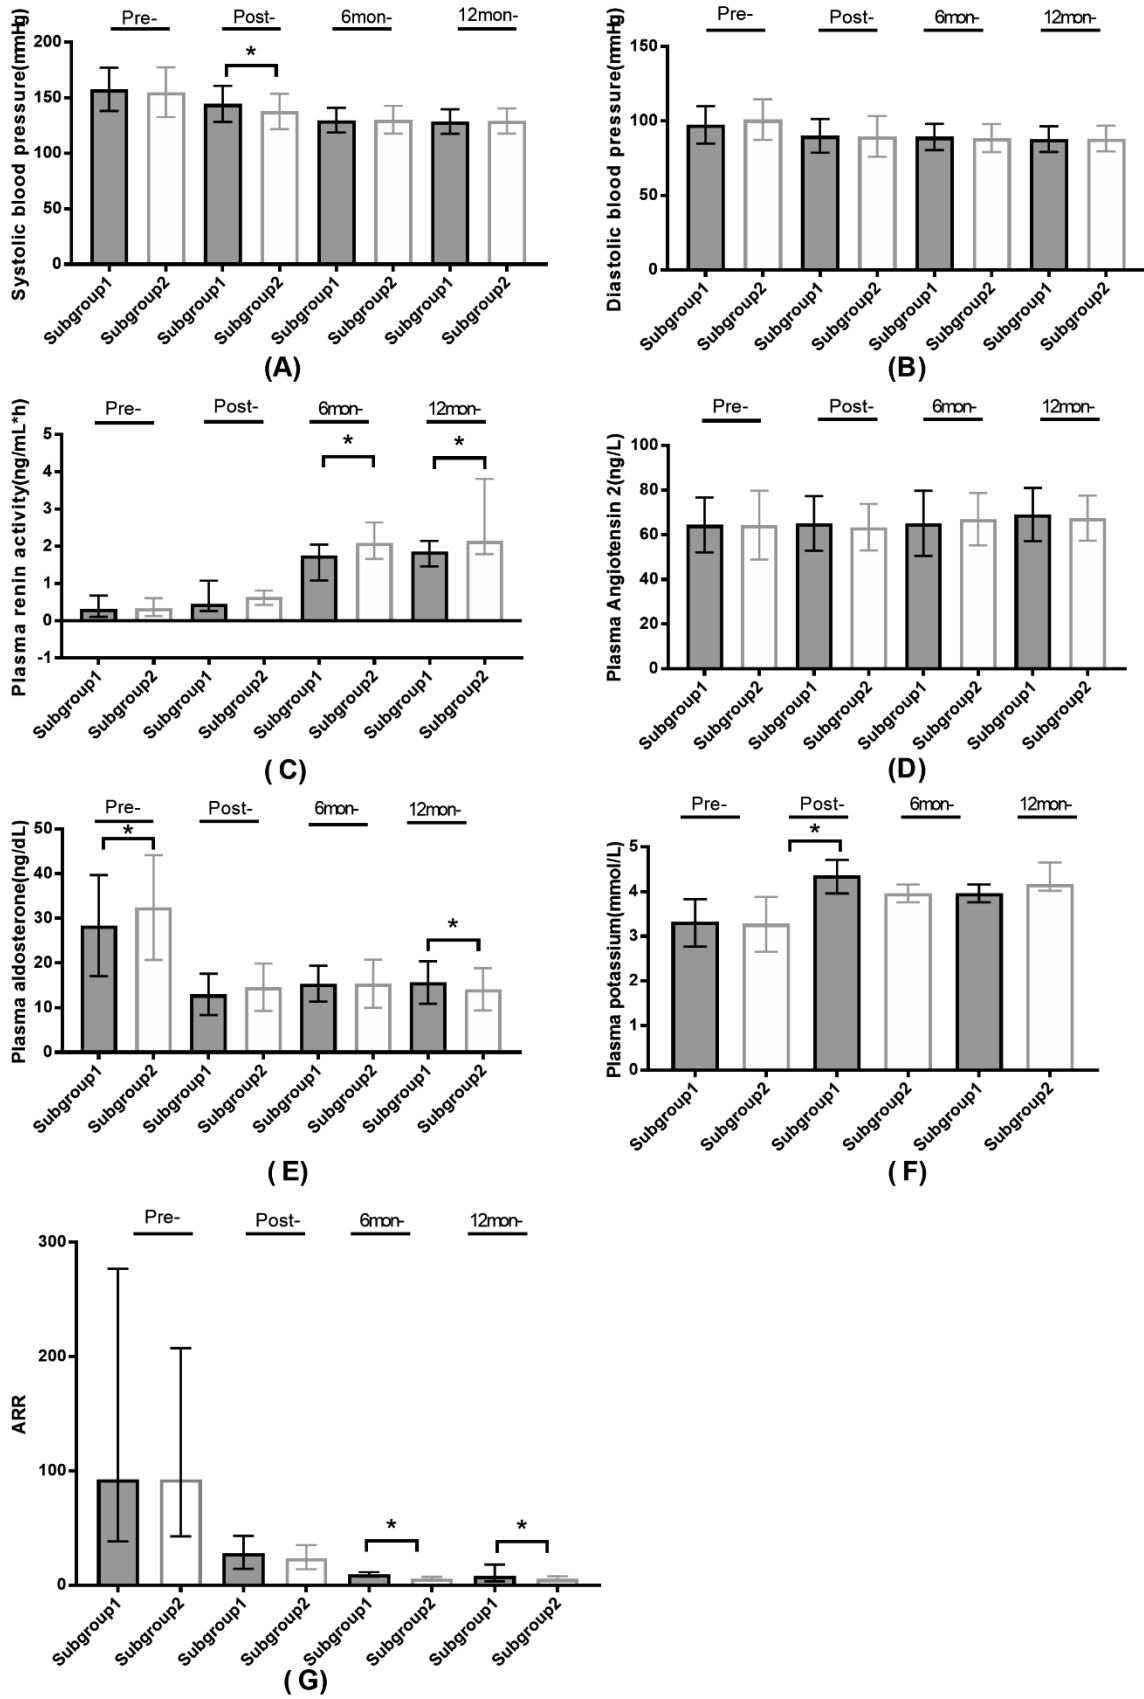 Pre- Post- 6mon- 12mon-
Systolic blood pressure(mmHg)
200
150
100
50
0
*
Subgroup1 Subgroup2 Subgroup1 Subgroup2 Subgroup1 Subgroup2 Subgroup1 Subgroup2
(A)
Pre- Post- 6mon- 12mon-
Diastolic blood pressure(mmHg)
150
100
50
0
Subgroup1 Subgroup2 Subgroup1 Subgroup2 Subgroup1 Subgroup2 Subgroup1 Subgroup2
(B)
Pre- Post- 6mon- 12mon-
Plasma renin activity(ng/mL*h)
5
4
3
2
1
0
-1
* *
Subgroup1 Subgroup2 Subgroup1 Subgroup2 Subgroup1 Subgroup2 Subgroup1 Subgroup2
( C)
Pre- Post- 6mon- 12mon-
Plasma Angiotensin 2(ng/L)
100
80
60
40
20
0
Subgroup1 Subgroup2 Subgroup1 Subgroup2 Subgroup1 Subgroup2 Subgroup1 Subgroup2
(D)
Pre- Post- 6mon- 12mon-
Plasma aldosterone(ng/dL)
50
40
30
20
10
0
* *
Subgroup1 Subgroup2 Subgroup1 Subgroup2 Subgroup1 Subgroup2 Subgroup1 Subgroup2
( E)
Pre- Post- 6mon- 12mon-
Plasma potassium(mmol/L)
5
4
3
2
1
0
*
Subgroup1 Subgroup2 Subgroup1 Subgroup2 Subgroup1 Subgroup2
( F)
Pre- Post- 6mon- 12mon-
ARR
300
200
100
0
* *
Subgroup1 Subgroup2 Subgroup1 Subgroup2 Subgroup1 Subgroup2 Subgroup1 Subgroup2
( G)